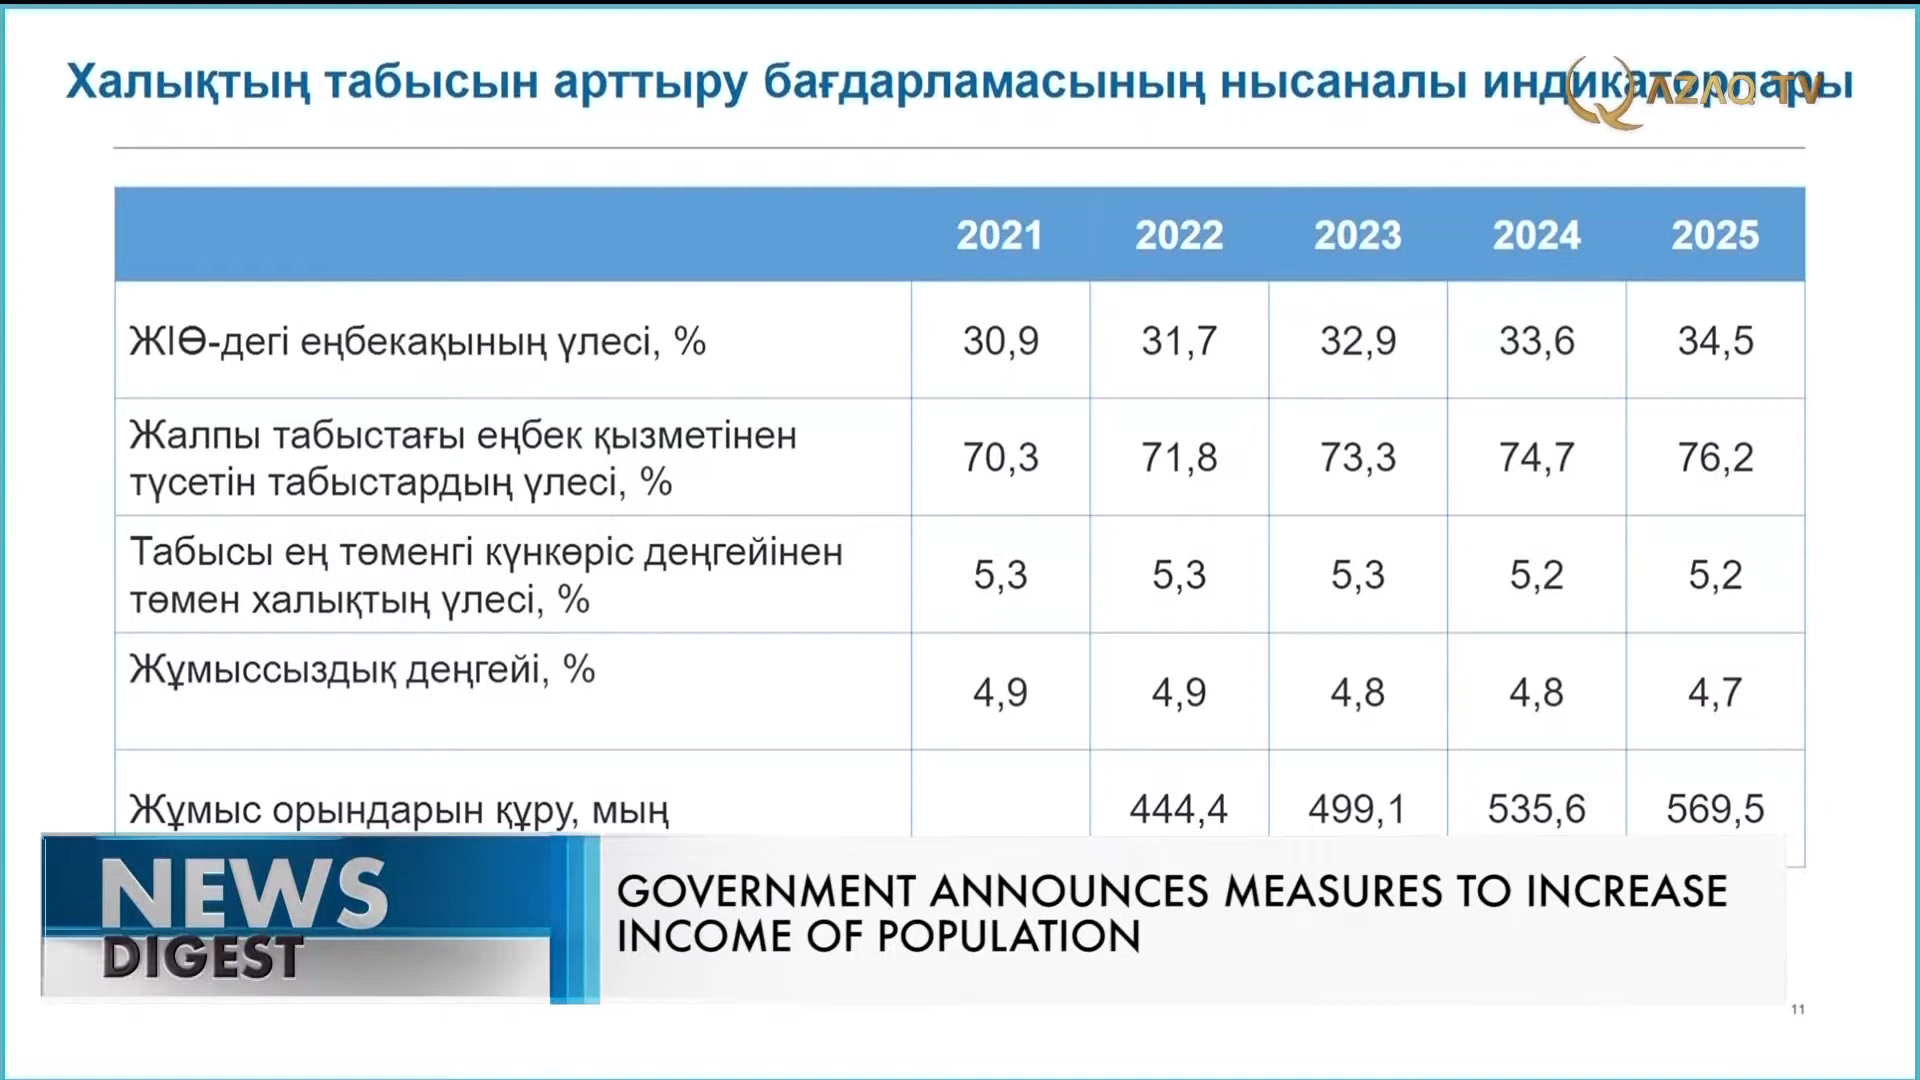 Халықтың табысын арттыру бағдарламасының нысаналы индикаторлары
QAZAQ TV
2021 2022 2023 2024 2025
ЖІӨ-дегі еңбекақының үлесі, % 30,9 31,7 32,9 33,6 34,5
Жалпы табыстағы еңбек қызметінен
түсетін табыстардың үлесі, % 70,3 71,8 73,3 74,7 76,2
Табысы ең төменгі күнкөріс деңгейінен
төмен халықтың үлесі, % 5,3 5,3 5,3 5,2 5,2
Жұмыссыздық деңгейі, % 4,9 4,9 4,8 4,8 4,7
Жұмыс орындарын құру, мың 444,4 499,1 535,6 569,5
NEWS
DIGEST
GOVERNMENT ANNOUNCES MEASURES TO INCREASE
INCOME OF POPULATION
11